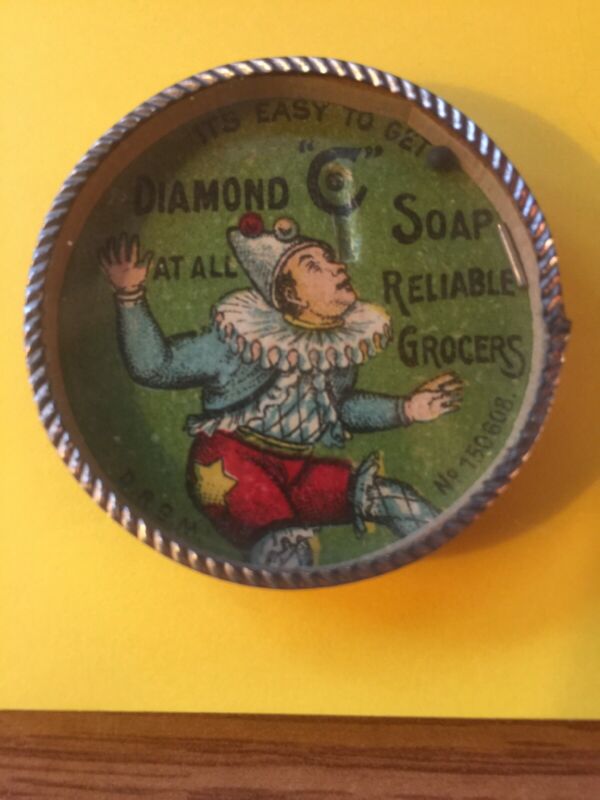 IT'S EASY TO GET
DIAMOND "C" SOAP
AT ALL RELIABLE
GROCERS
No 150608.
D.R.G.M.